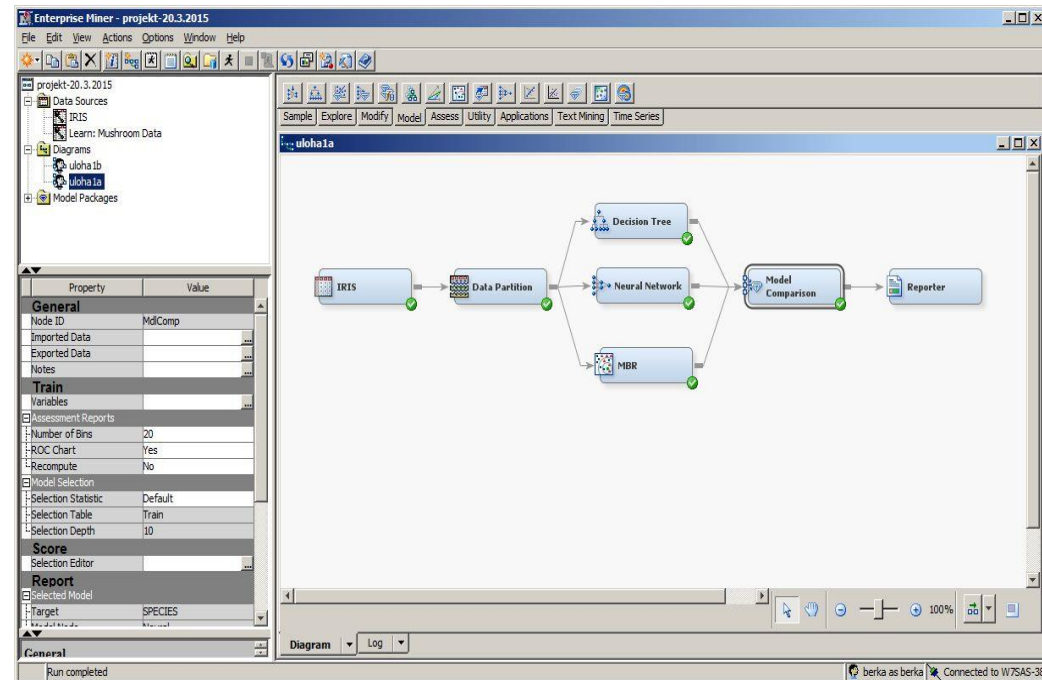 Enterprise Miner - projekt-20.3.2015
File Edit View Actions Options Window Help
projekt-20.3.2015
Data Sources
IRIS
Learn: Mushroom Data
Diagrams
uloha1b
uloha1a
Model Packages
Property Value
General
Node ID MdlComp
Imported Data ...
Exported Data ...
Notes ...
Train
Variables ...
Assessment Reports
Number of Bins 20
ROC Chart Yes
Recompute No
Model Selection
Selection Statistic Default
Selection Table Train
Selection Depth 10
Score
Selection Editor ...
Report
Selected Model
Target SPECIES
General
Run completed
Sample Explore Modify Model Assess Utility Applications Text Mining Time Series
uloha1a
Decision Tree
IRIS
Data Partition
Neural Network
Model Comparison
Reporter
MBR
100%
Diagram Log
berka as berka Connected to W7SAS-38